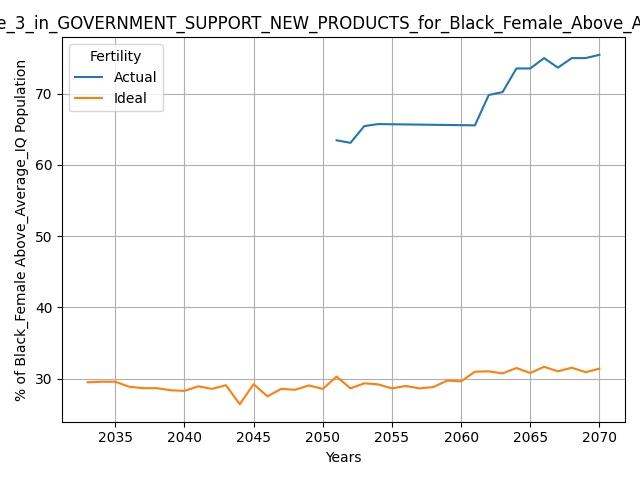 e_3_in_GOVERNMENT_SUPPORT_NEW_PRODUCTS_for_Black_Female_Above_A
Fertility
Actual
Ideal
% of Black_Female Above_Average_IQ Population
70
60
50
40
30
2035 2040 2045 2050 2055 2060 2065 2070
Years